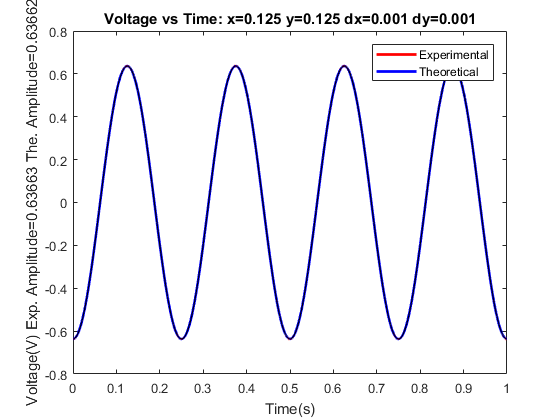 Voltage vs Time: x=0.125 y=0.125 dx=0.001 dy=0.001
Voltage(V) Exp. Amplitude=0.63663 The. Amplitude=0.63662
Experimental
Theoretical
0.8
0.6
0.4
0.2
0
-0.2
-0.4
-0.6
-0.8
0 0.1 0.2 0.3 0.4 0.5 0.6 0.7 0.8 0.9 1
Time(s)